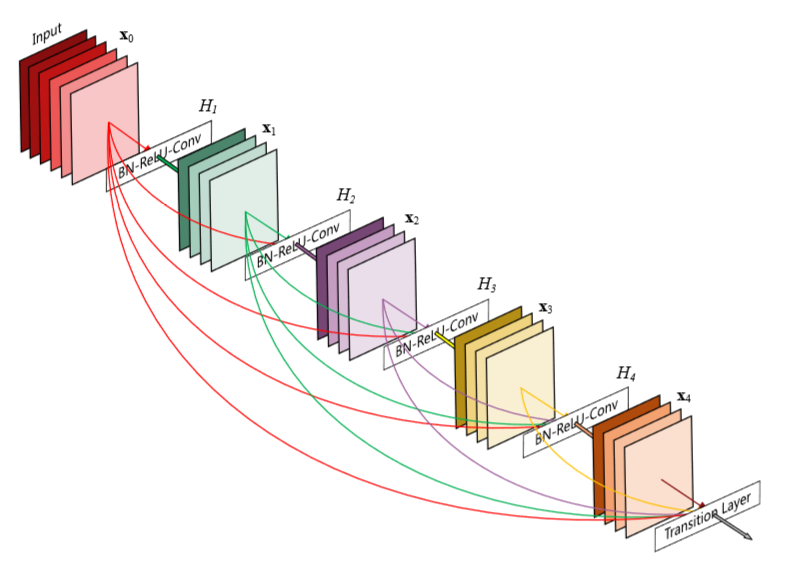 Input
x₀
H₁
BN-ReLU-Conv
x₁
H₂
BN-ReLU-Conv
x₂
H₃
BN-ReLU-Conv
x₃
H₄
BN-ReLU-Conv
x₄
Transition Layer